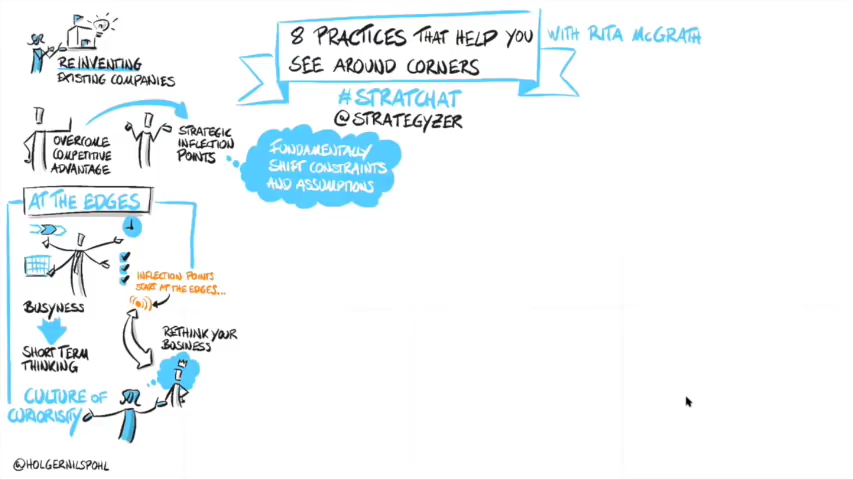 8 PRACTICES THAT HELP YOU
SEE AROUND CORNERS
WITH RITA McGRATH
#STRATCHAT
@STRATEGYZER
REINVENTING
EXISTING COMPANIES
OVERCOME
COMPETITIVE
ADVANTAGE
STRATEGIC
INFLECTION
POINTS
FUNDAMENTALLY
SHIFT CONSTRAINTS
AND ASSUMPTIONS
AT THE EDGES
INFLECTION POINTS
START AT THE EDGES...
BUSYNESS
SHORT TERM
THINKING
RETHINK YOUR
BUSINESS
CULTURE OF
CURIORISITY
@HOLGERNILSPOHL